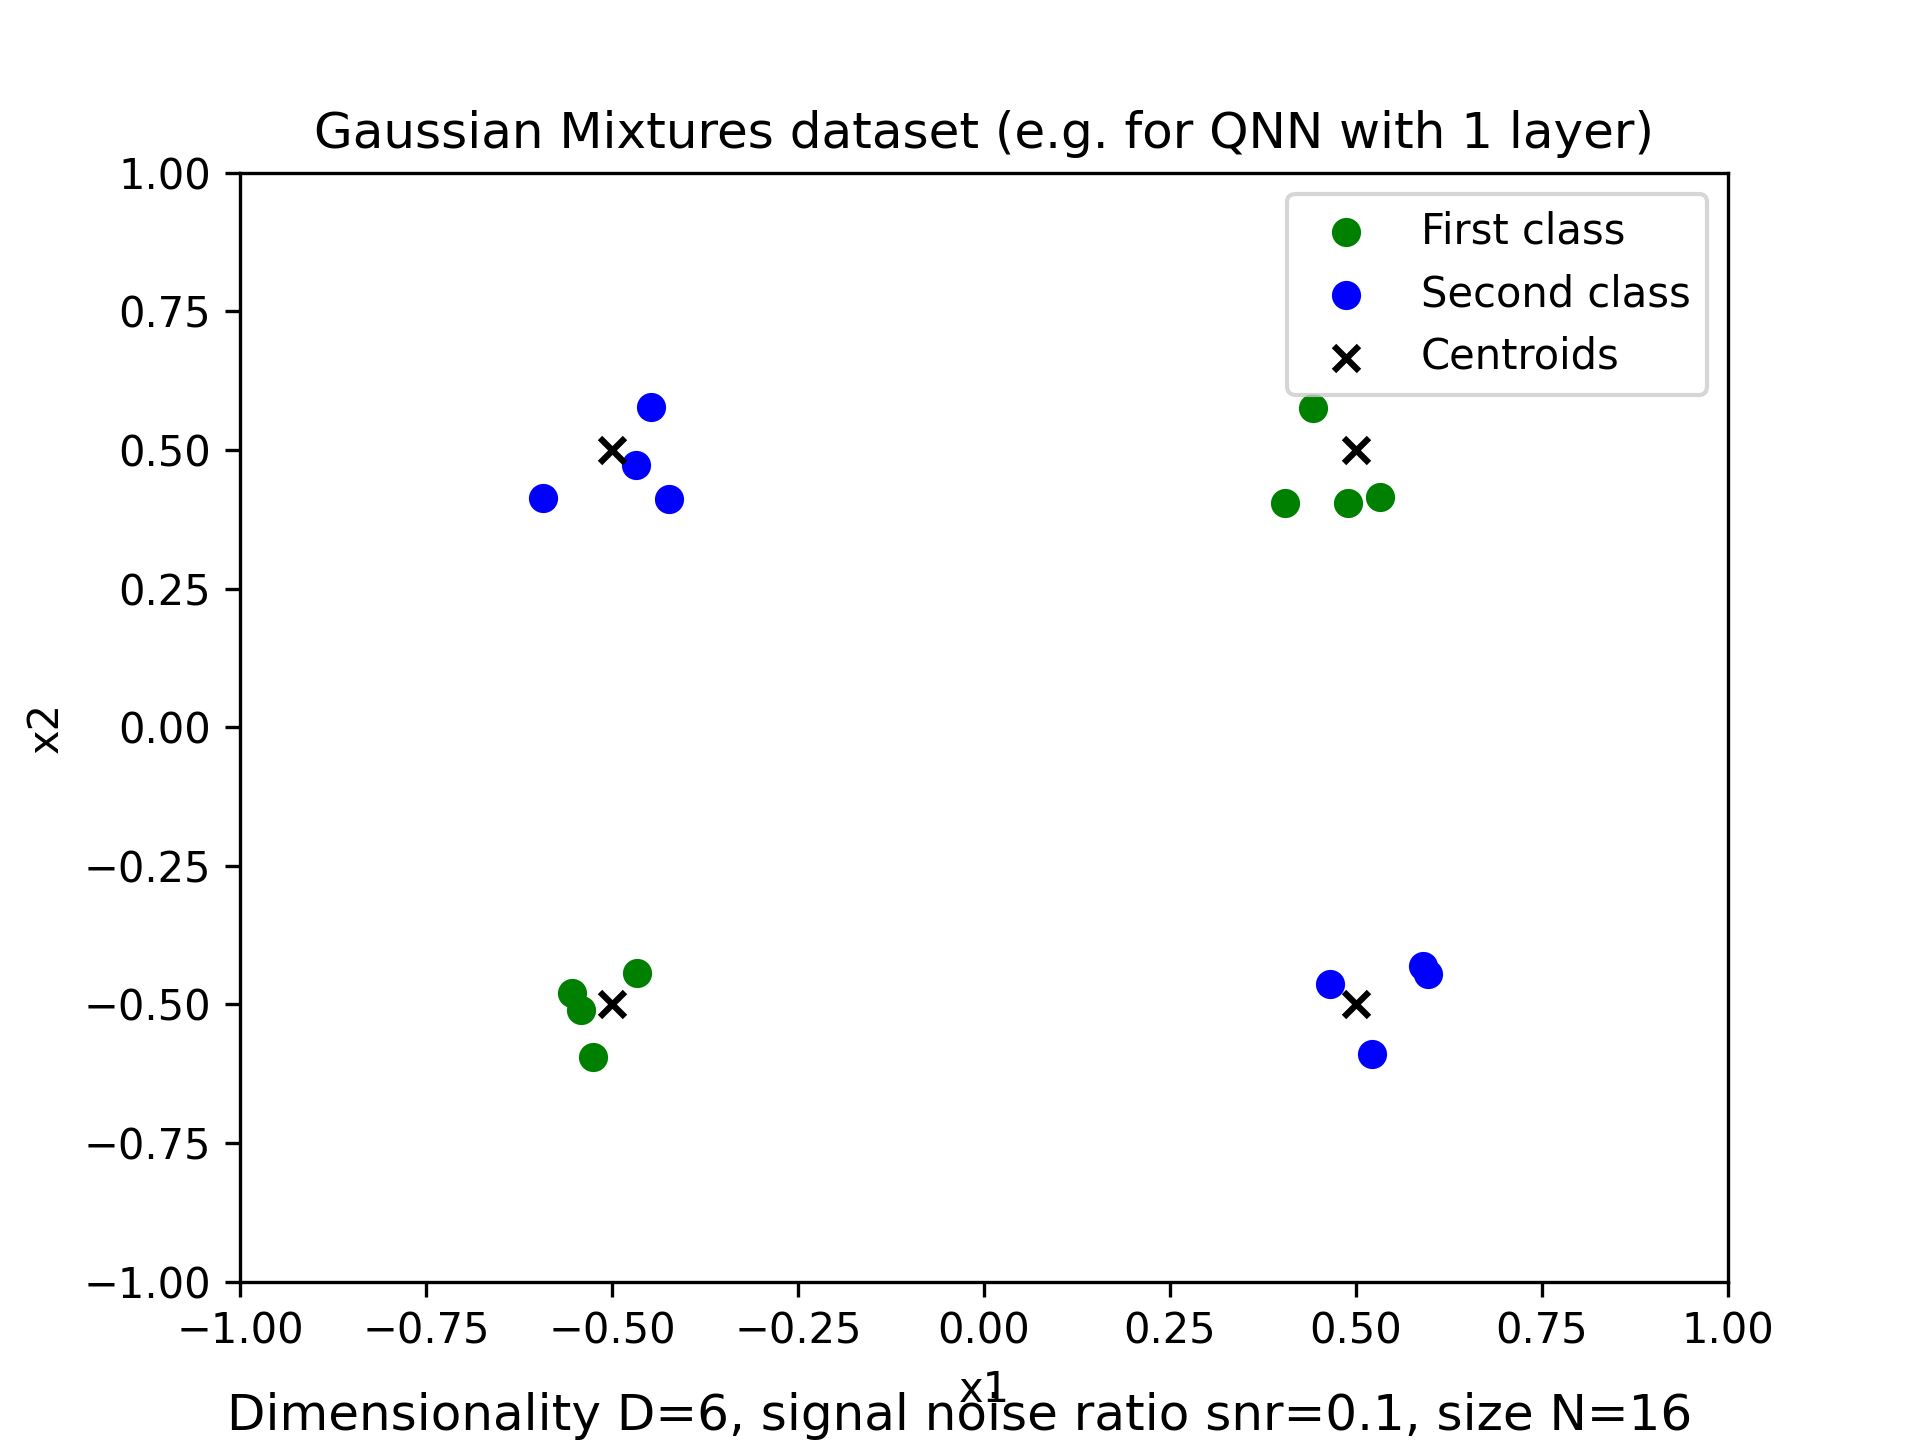 Gaussian Mixtures dataset (e.g. for QNN with 1 layer)
1.00
0.75
0.50
0.25
0.00
−0.25
−0.50
−0.75
−1.00
x2
First class
Second class
Centroids
−1.00 −0.75 −0.50 −0.25 0.00 0.25 0.50 0.75 1.00
x1
Dimensionality D=6, signal noise ratio snr=0.1, size N=16